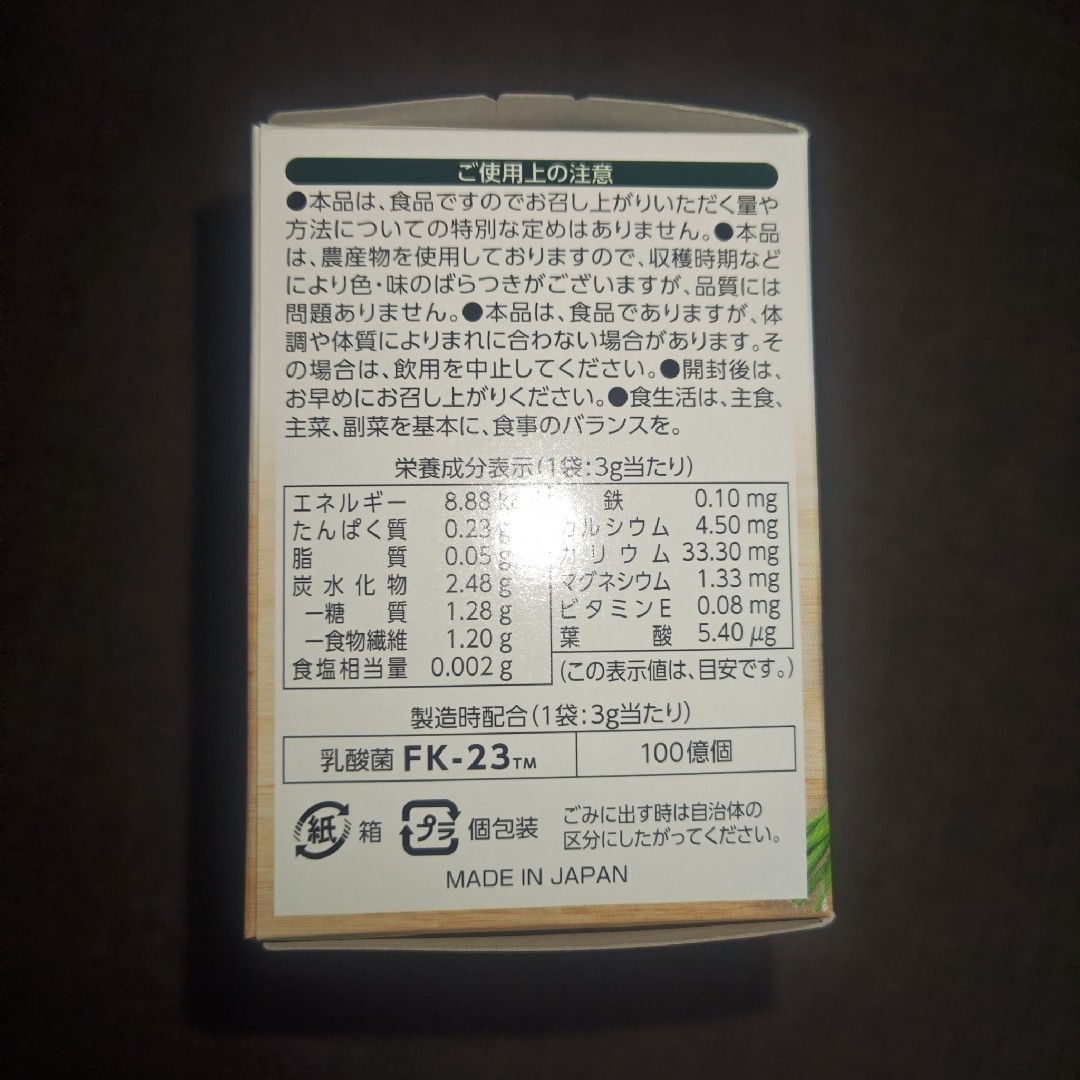 ご使用上の注意
●本品は、食品ですのでお召し上がりいただく量や
方法についての特別な定めはありません。●本品
は、農産物を使用しておりますので、収穫時期など
により色・味のばらつきがございますが、品質には
問題ありません。●本品は、食品でありますが、体
調や体質によりまれに合わない場合があります。そ
の場合は、飲用を中止してください。●開封後は、
お早めにお召し上がりください。●食生活は、主食、
主菜、副菜を基本に、食事のバランスを。
栄養成分表示(1袋:3g当たり)
エネルギー 8.88
たんぱく質 0.23
脂質 0.05 g
炭水化物 2.48 g
ー糖質 1.28 g
ー食物繊維 1.20 g
食塩相当量 0.002 g
鉄 0.10 mg
カルシウム 4.50 mg
カリウム 33.30 mg
マグネシウム 1.33 mg
ビタミンE 0.08 mg
葉酸 5.40 μg
(この表示値は、目安です。)
製造時配合(1袋:3g当たり)
乳酸菌 FK-23TM 100億個
紙 箱 プラ 個包装
ごみに出す時は自治体の
区分にしたがってください。
MADE IN JAPAN